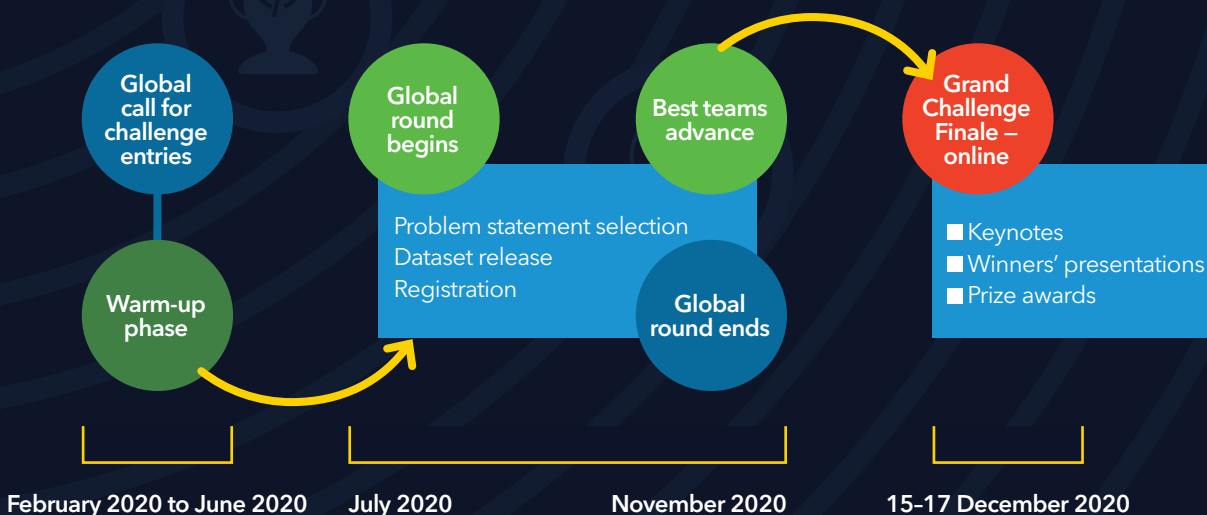 Global
call for
challenge
entries
Warm-up
phase
Global
round
begins
Problem statement selection
Dataset release
Registration
Best teams
advance
Global
round ends
Grand
Challenge
Finale –
online
Keynotes
Winners’ presentations
Prize awards
February 2020 to June 2020
July 2020
November 2020
15–17 December 2020